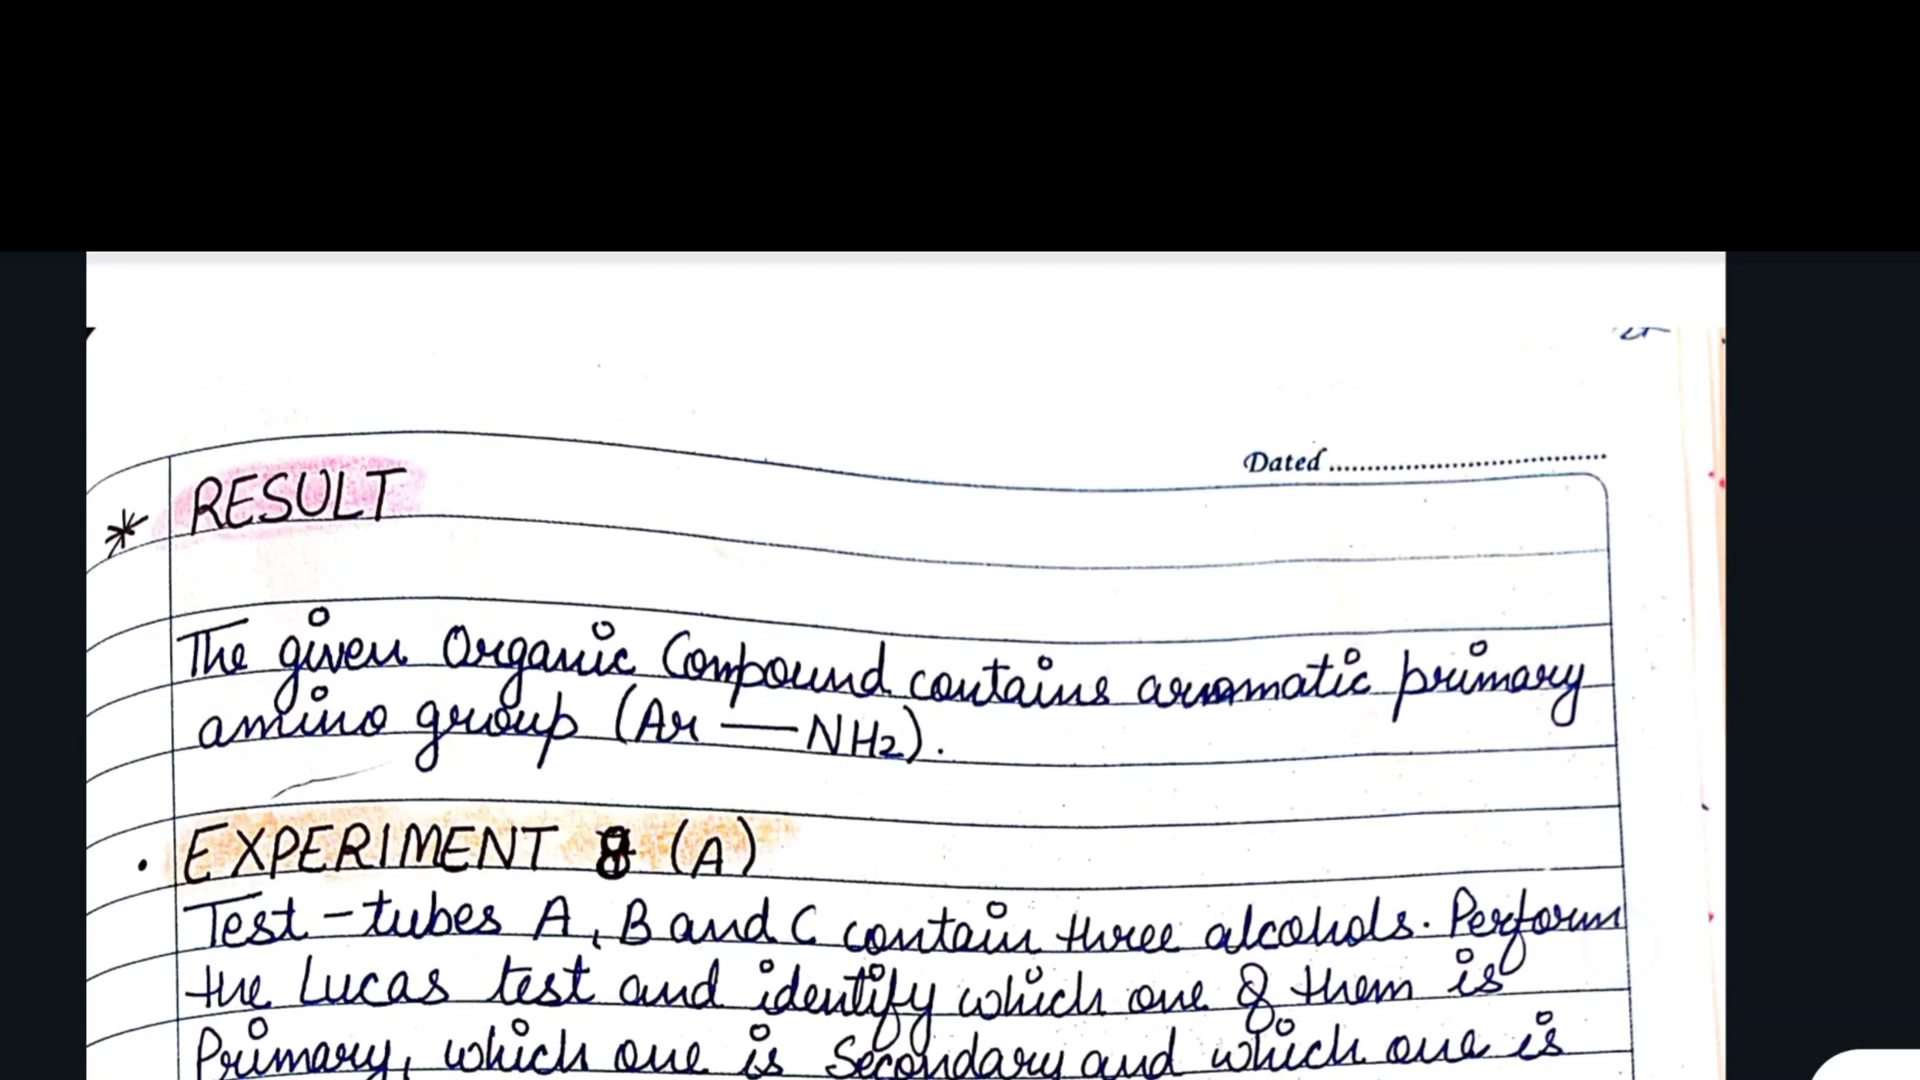 Dated
* RESULT
The given Organic Compound contains aromatic primary
amino group (Ar — NH2).
• EXPERIMENT 8 (A)
Test-tubes A, B and C contain three alcohols. Perform
the Lucas test and identify which one of them is
Primary, which one is Secondary and which one is